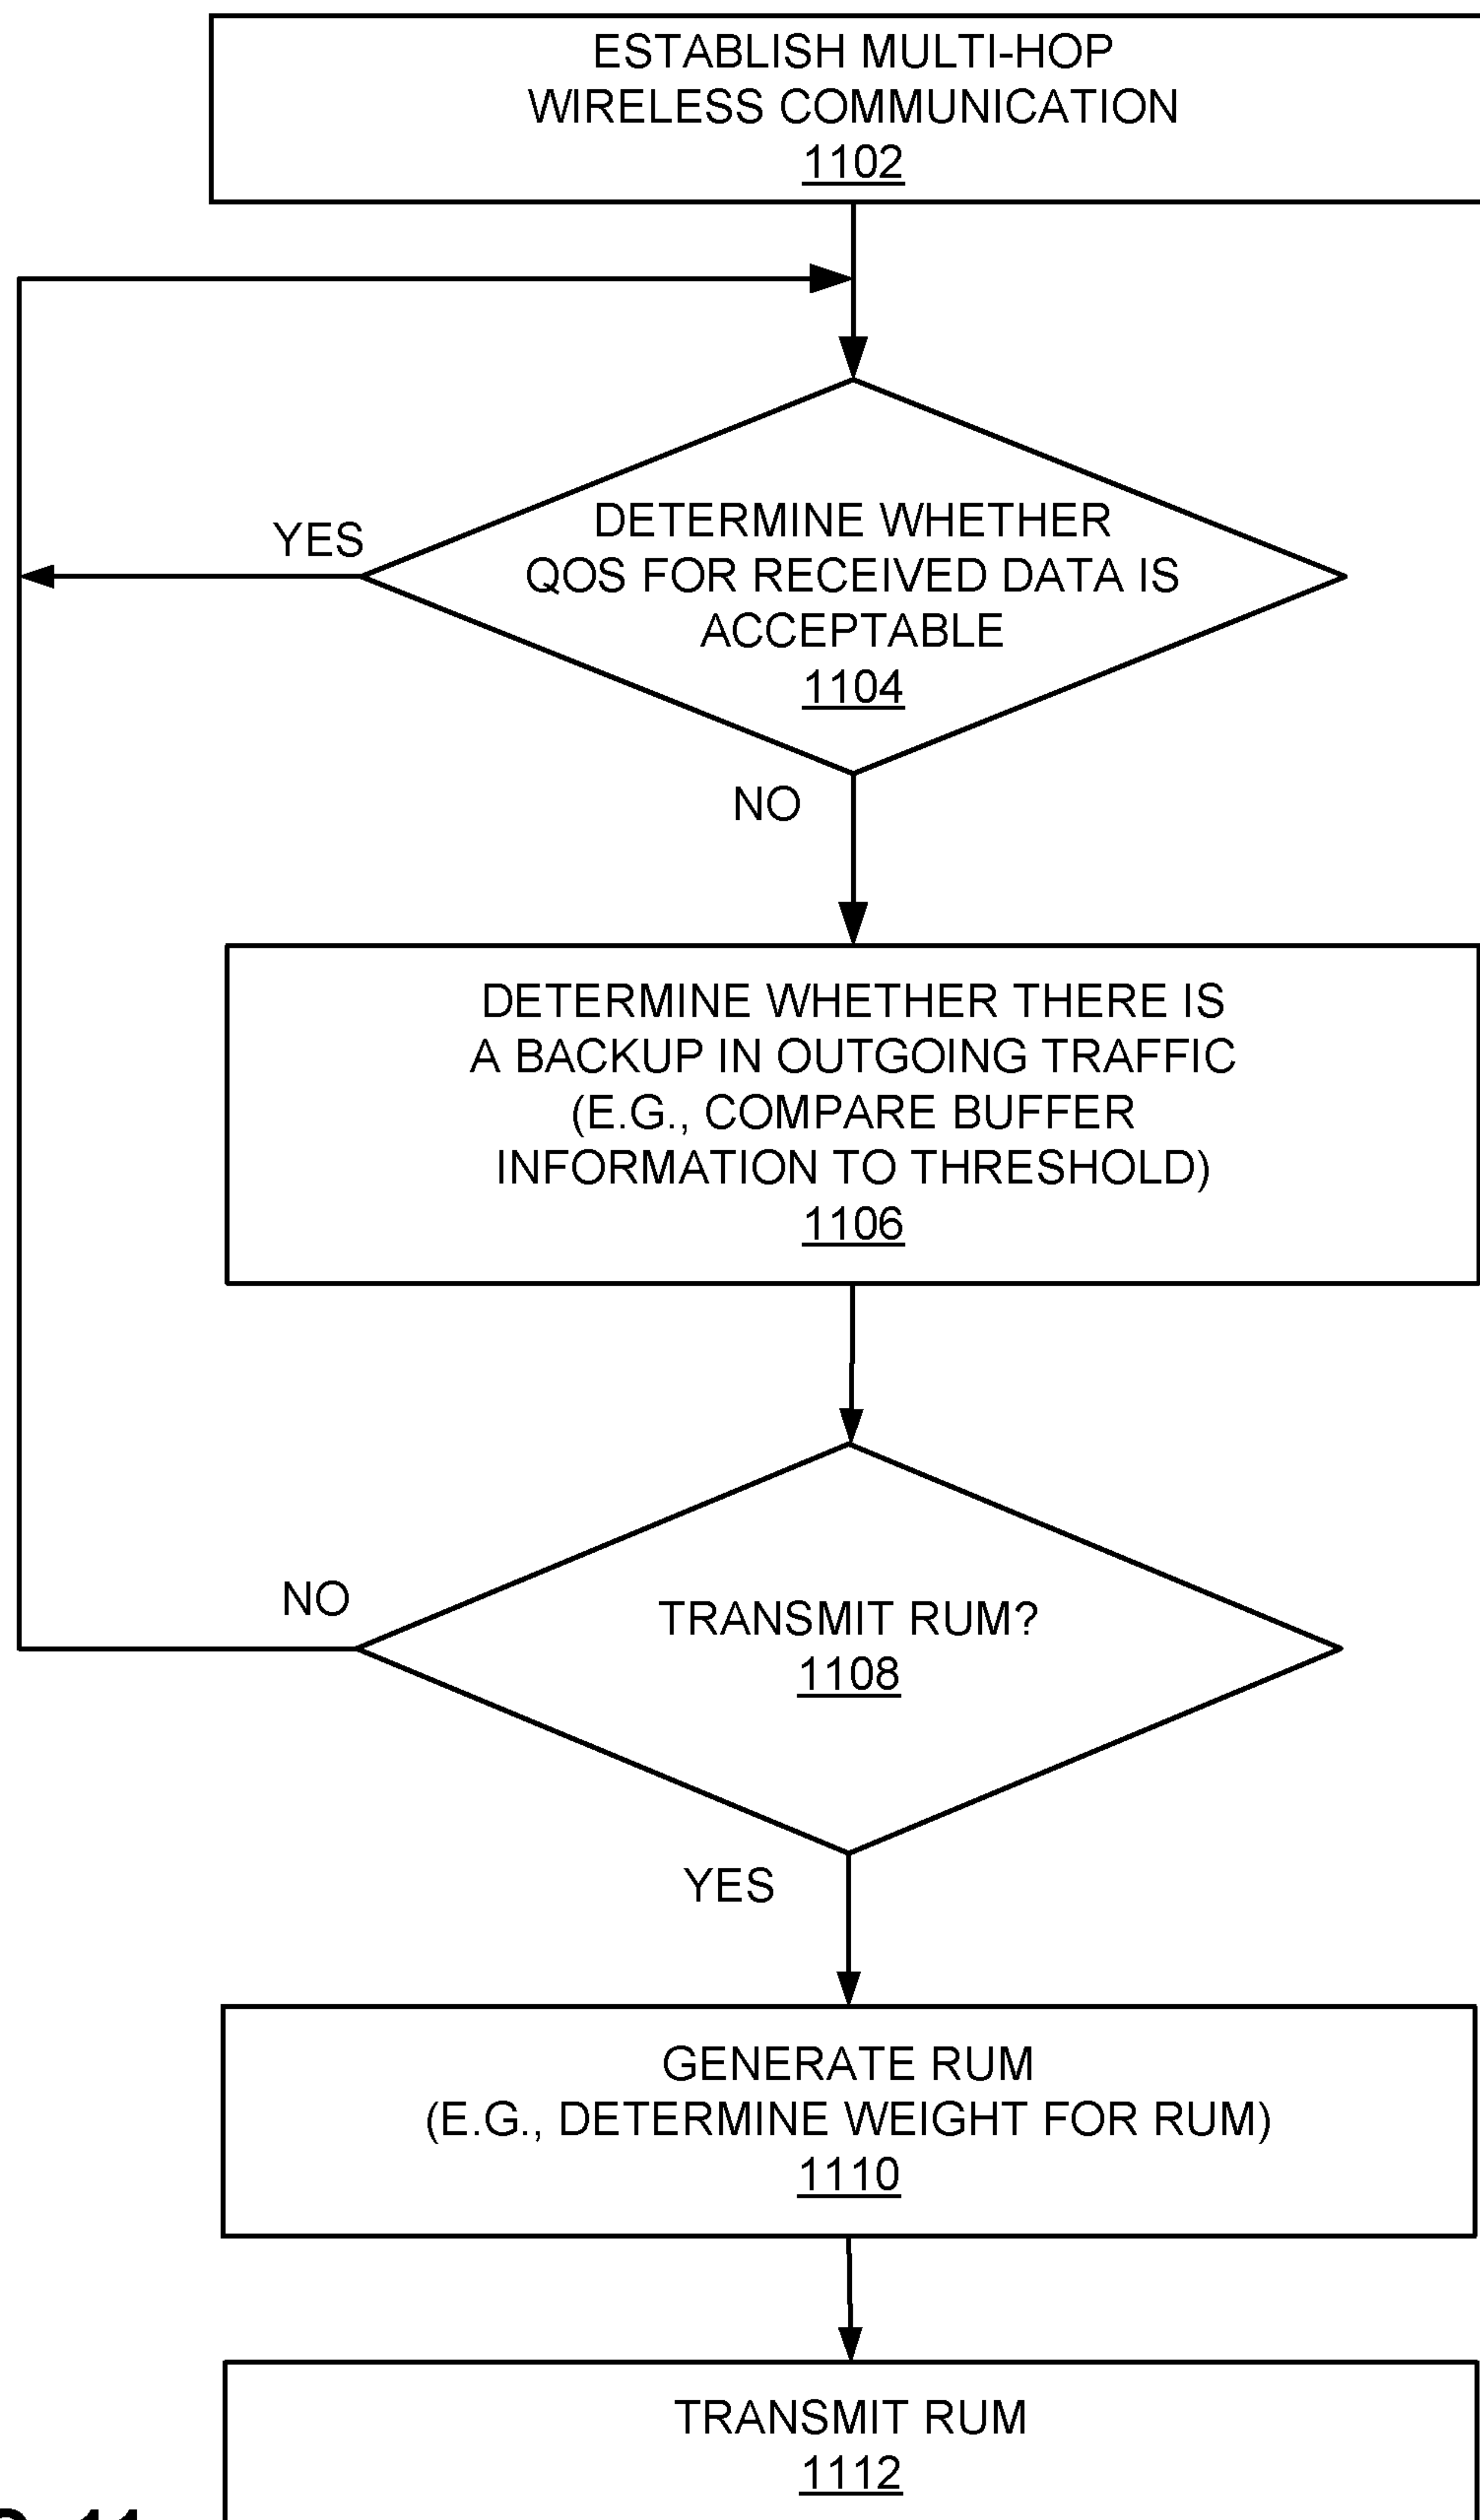 ESTABLISH MULTI-HOP
WIRELESS COMMUNICATION
1102
YES
DETERMINE WHETHER
QOS FOR RECEIVED DATA IS
ACCEPTABLE
1104
NO
DETERMINE WHETHER THERE IS
A BACKUP IN OUTGOING TRAFFIC
(E.G., COMPARE BUFFER
INFORMATION TO THRESHOLD)
1106
NO
TRANSMIT RUM?
1108
YES
GENERATE RUM
(E.G., DETERMINE WEIGHT FOR RUM)
1110
TRANSMIT RUM
1112